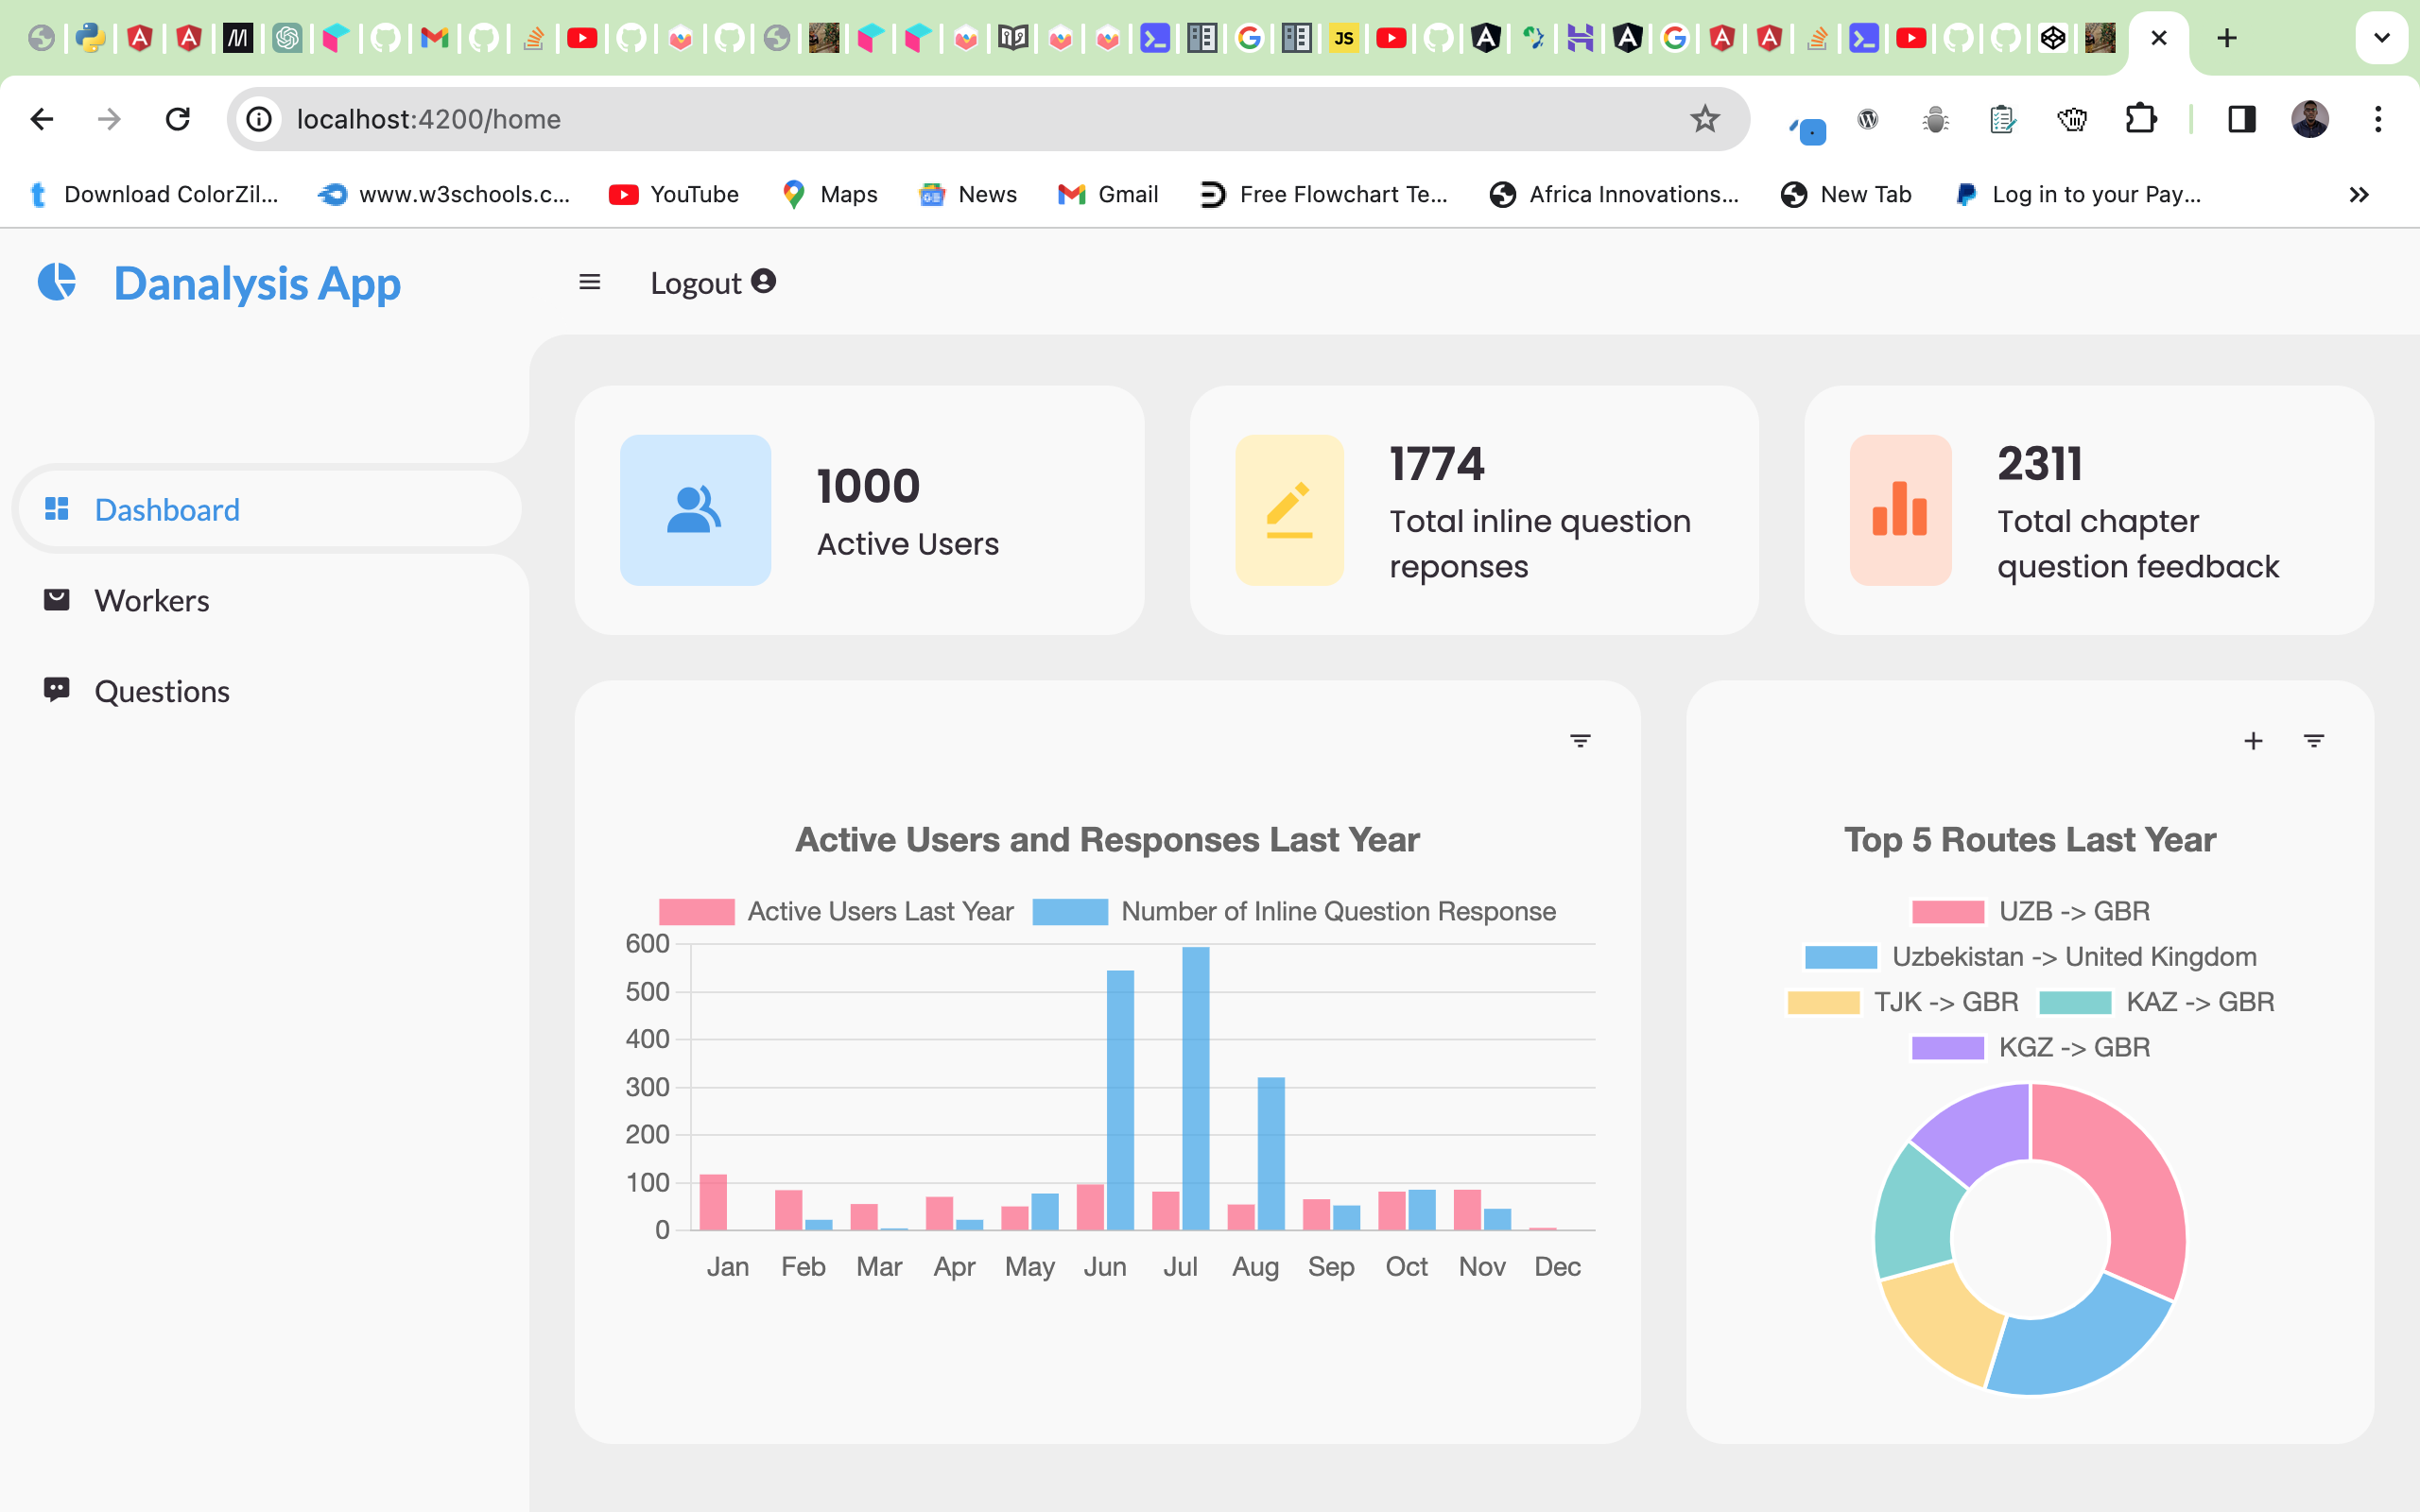 JS
localhost:4200/home
Download ColorZil...
www.w3schools.c...
YouTube
Maps
News
Gmail
Free Flowchart Te...
Africa Innovations...
New Tab
Log in to your Pay...
Danalysis App
Logout
Dashboard
Workers
Questions
1000
Active Users
1774
Total inline question
reponses
2311
Total chapter
question feedback
Active Users and Responses Last Year
Active Users Last Year Number of Inline Question Response
600
500
400
300
200
100
0
Jan Feb Mar Apr May Jun Jul Aug Sep Oct Nov Dec
Top 5 Routes Last Year
UZB -> GBR
Uzbekistan -> United Kingdom
TJK -> GBR KAZ -> GBR
KGZ -> GBR